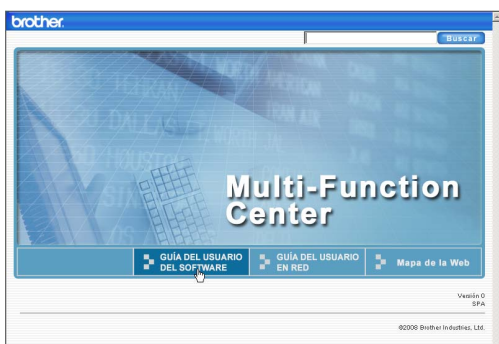 brother.
Buscar
Multi-Function
Center
GUÍA DEL USUARIO
DEL SOFTWARE
GUÍA DEL USUARIO
EN RED
Mapa de la Web
Versión 0
SPA
©2008 Brother Industries, Ltd.